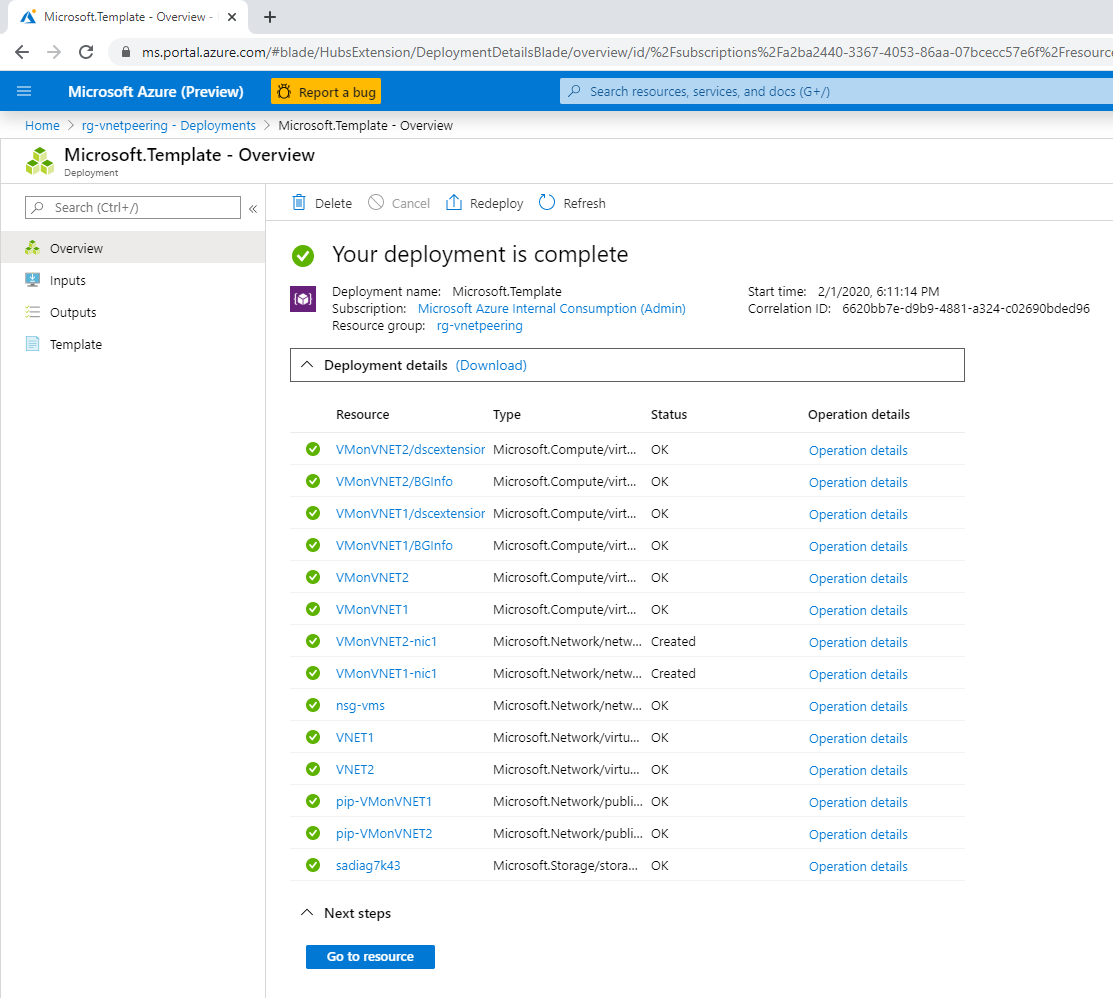 Microsoft.Template - Overview -
ms.portal.azure.com/#blade/HubsExtension/DeploymentDetailsBlade/overview/id/%2Fsubscriptions%2Fa2ba2440-3367-4053-86aa-07bcecc57e6f%2Fresource
Microsoft Azure (Preview) Report a bug Search resources, services, and docs (G+/)
Home > rg-vnetpeering - Deployments > Microsoft.Template - Overview
Microsoft.Template - Overview
Deployment
Search (Ctrl+/) «
Overview
Inputs
Outputs
Template
Delete Cancel Redeploy Refresh
Your deployment is complete
Deployment name: Microsoft.Template Start time: 2/1/2020, 6:11:14 PM
Subscription: Microsoft Azure Internal Consumption (Admin) Correlation ID: 6620bb7e-d9b9-4881-a324-c02690bded96
Resource group: rg-vnetpeering
Deployment details (Download)
Resource Type Status Operation details
VMonVNET2/dscextension Microsoft.Compute/virt... OK Operation details
VMonVNET2/BGInfo Microsoft.Compute/virt... OK Operation details
VMonVNET1/dscextension Microsoft.Compute/virt... OK Operation details
VMonVNET1/BGInfo Microsoft.Compute/virt... OK Operation details
VMonVNET2 Microsoft.Compute/virt... OK Operation details
VMonVNET1 Microsoft.Compute/virt... OK Operation details
VMonVNET2-nic1 Microsoft.Network/netw... Created Operation details
VMonVNET1-nic1 Microsoft.Network/netw... Created Operation details
nsg-vms Microsoft.Network/netw... OK Operation details
VNET1 Microsoft.Network/virtu... OK Operation details
VNET2 Microsoft.Network/virtu... OK Operation details
pip-VMonVNET1 Microsoft.Network/publi... OK Operation details
pip-VMonVNET2 Microsoft.Network/publi... OK Operation details
sadiag7k43 Microsoft.Storage/stora... OK Operation details
Next steps
Go to resource